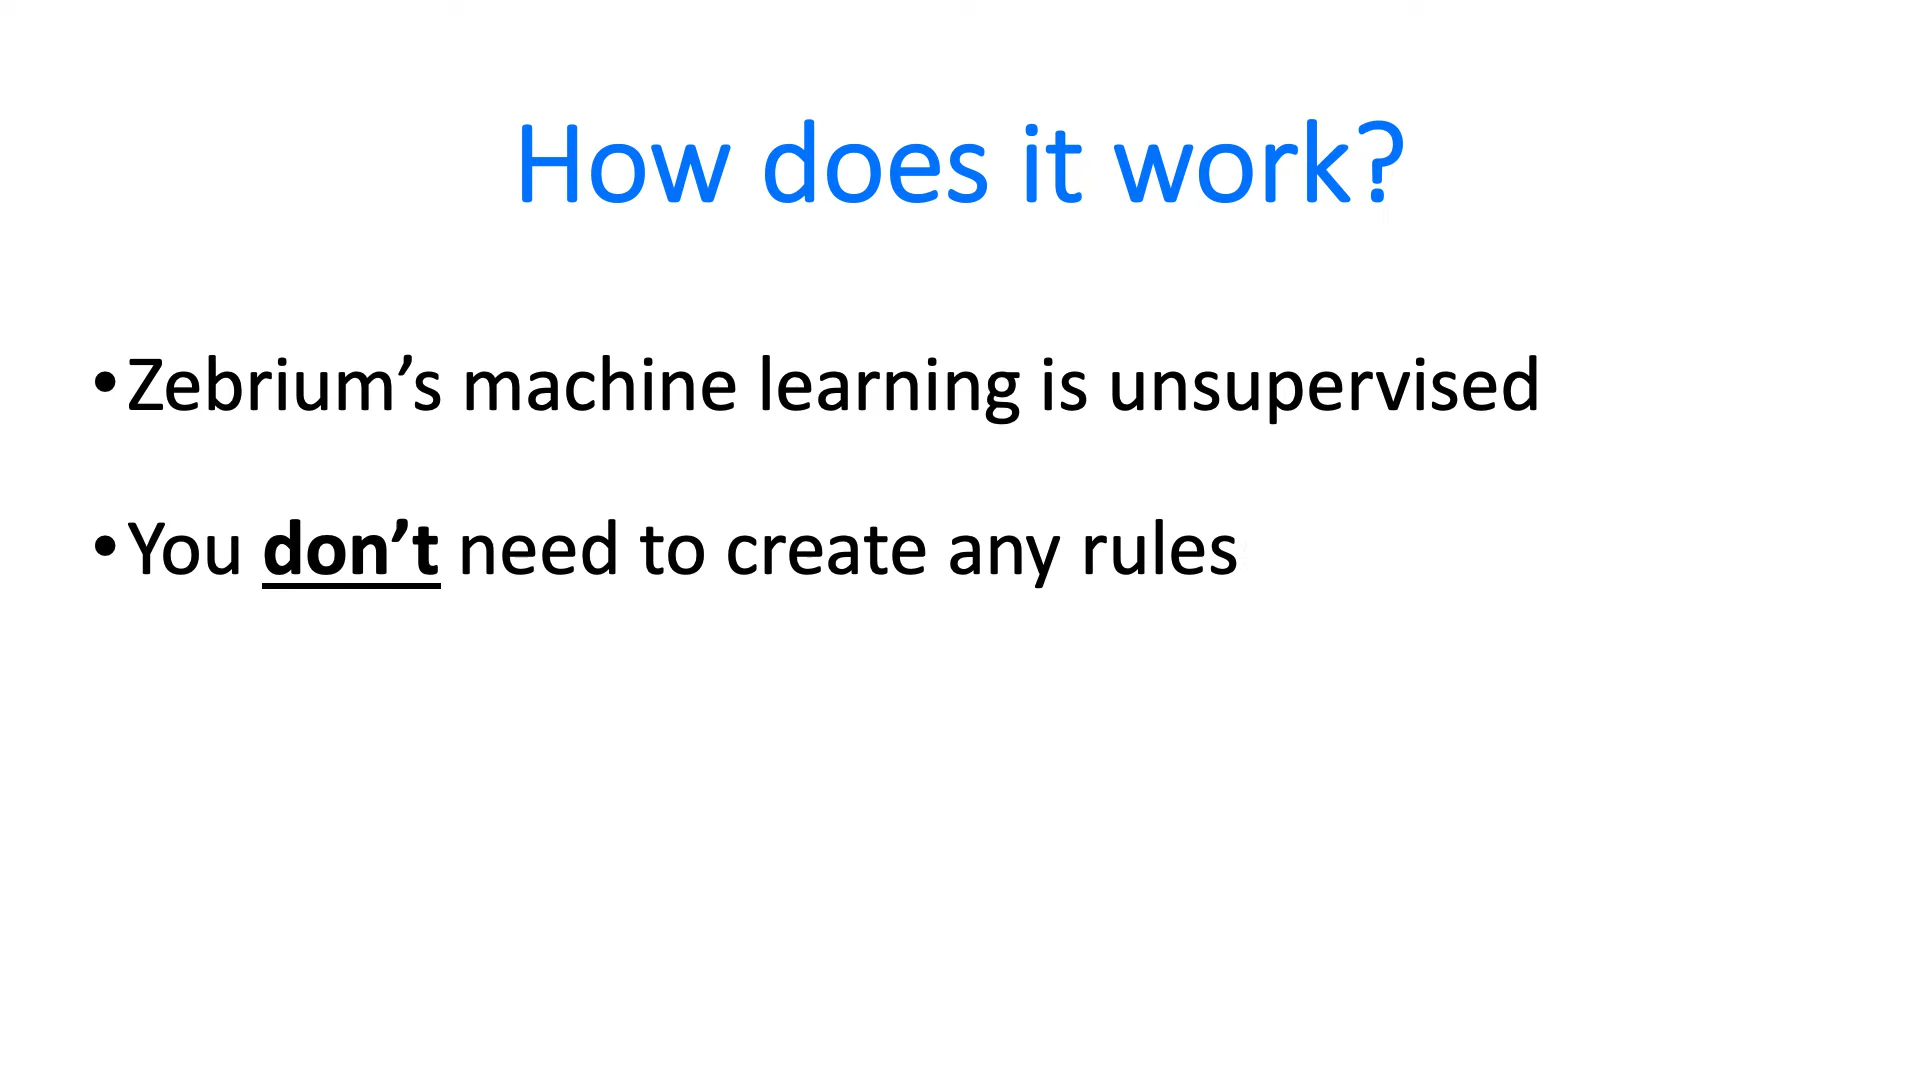 How does it work?
•Zebrium’s machine learning is unsupervised
•You don’t need to create any rules